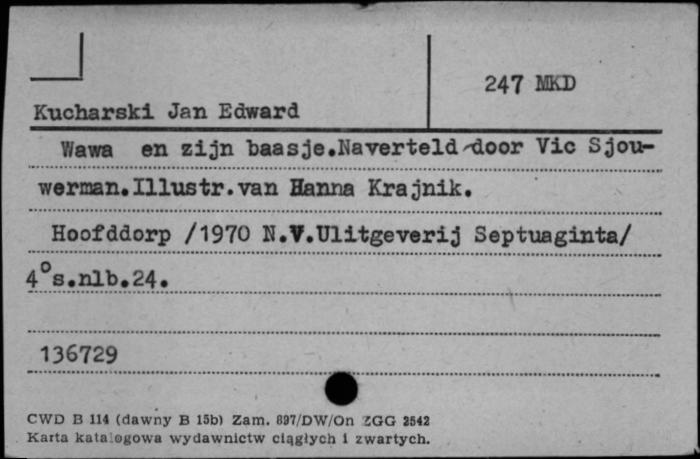 247 MKD
Kucharski Jan Edward
Wawa en zijn baasje.Naverteld door Vic Sjou-
werman.Illustr.van Hanna Krajnik.
Hoofddorp /1970 N.V.Ulitgeverij Septuaginta/
4°s.nlb.24.
136729
CWD B 114 (dawny B 15b) Zam. 897/DW/On ZGG 2542
Karta katalogowa wydawnictw ciągłych i zwartych.